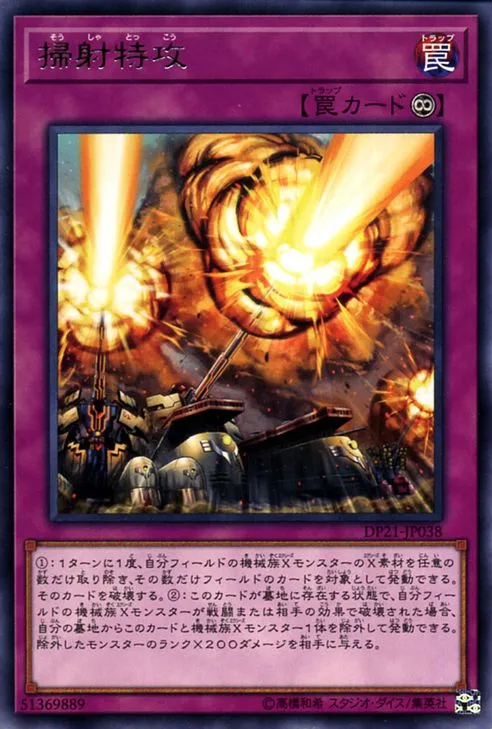 掃射特攻
罠
【罠カード】
DP21-JP038
①:1ターンに1度、自分フィールドの機械族XモンスターのX素材を任意の
数だけ取り除き、その数だけフィールドのカードを対象として発動できる。
そのカードを破壊する。②:このカードが墓地に存在する状態で、自分フィー
ルドの機械族Xモンスターが戦闘または相手の効果で破壊された場合、
自分の墓地からこのカードと機械族Xモンスター1体を除外して発動できる。
除外したモンスターのランク×200ダメージを相手に与える。
51369889
©高橋和希 スタジオ・ダイス/集英社